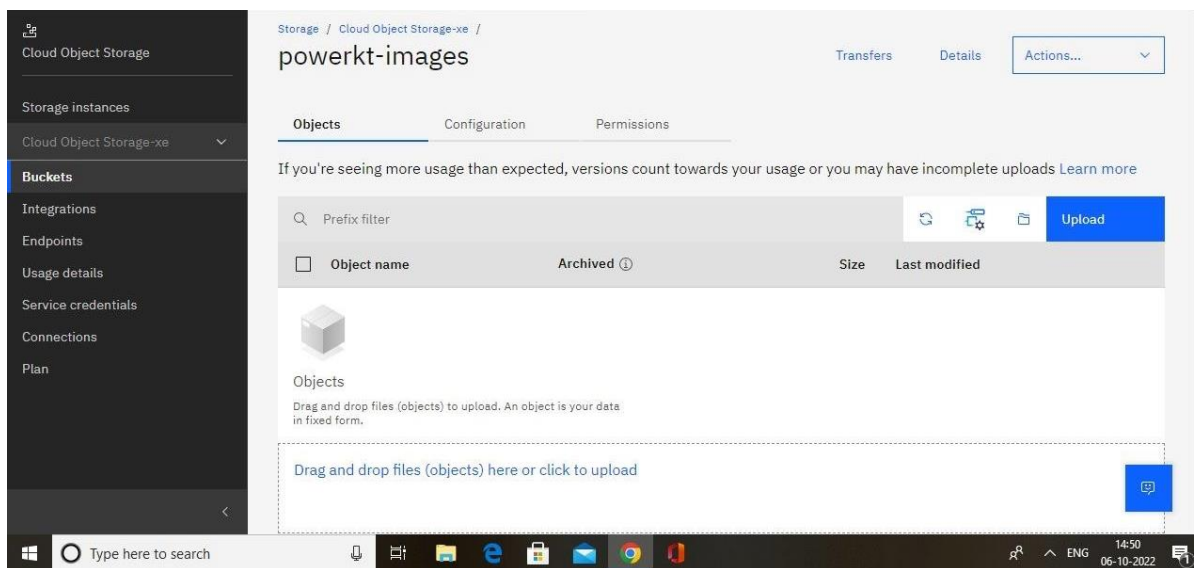 Cloud Object Storage
Storage instances
Cloud Object Storage-xe
Buckets
Integrations
Endpoints
Usage details
Service credentials
Connections
Plan
Storage / Cloud Object Storage-xe /
powerkt-images
Transfers
Details
Actions...
Objects
Configuration
Permissions
If you're seeing more usage than expected, versions count towards your usage or you may have incomplete uploads Learn more
Prefix filter
Upload
Object name
Archived
Size
Last modified
Objects
Drag and drop files (objects) to upload. An object is your data
in fixed form.
Drag and drop files (objects) here or click to upload
Type here to search
ENG
14:50
06-10-2022
1